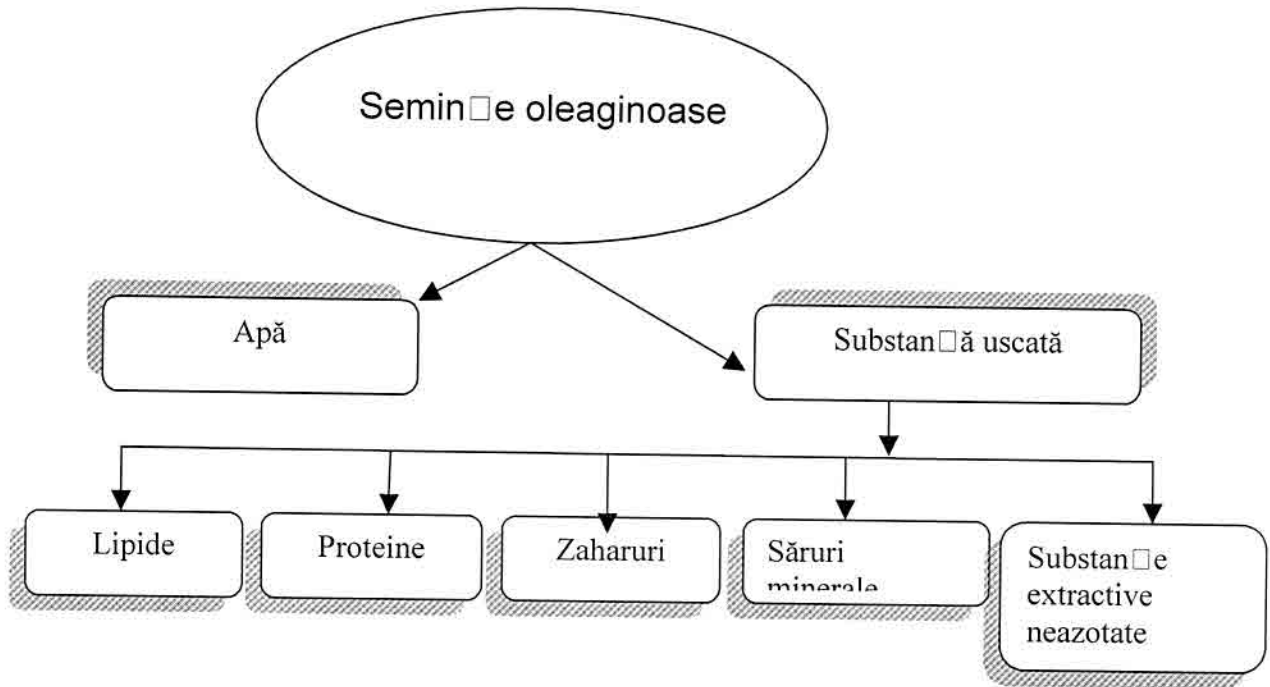 Semin□e oleaginoase
Apă
Substan□ă uscată
Lipide
Proteine
Zaharuri
Săruri
minerale
Substan□e
extractive
neazotate